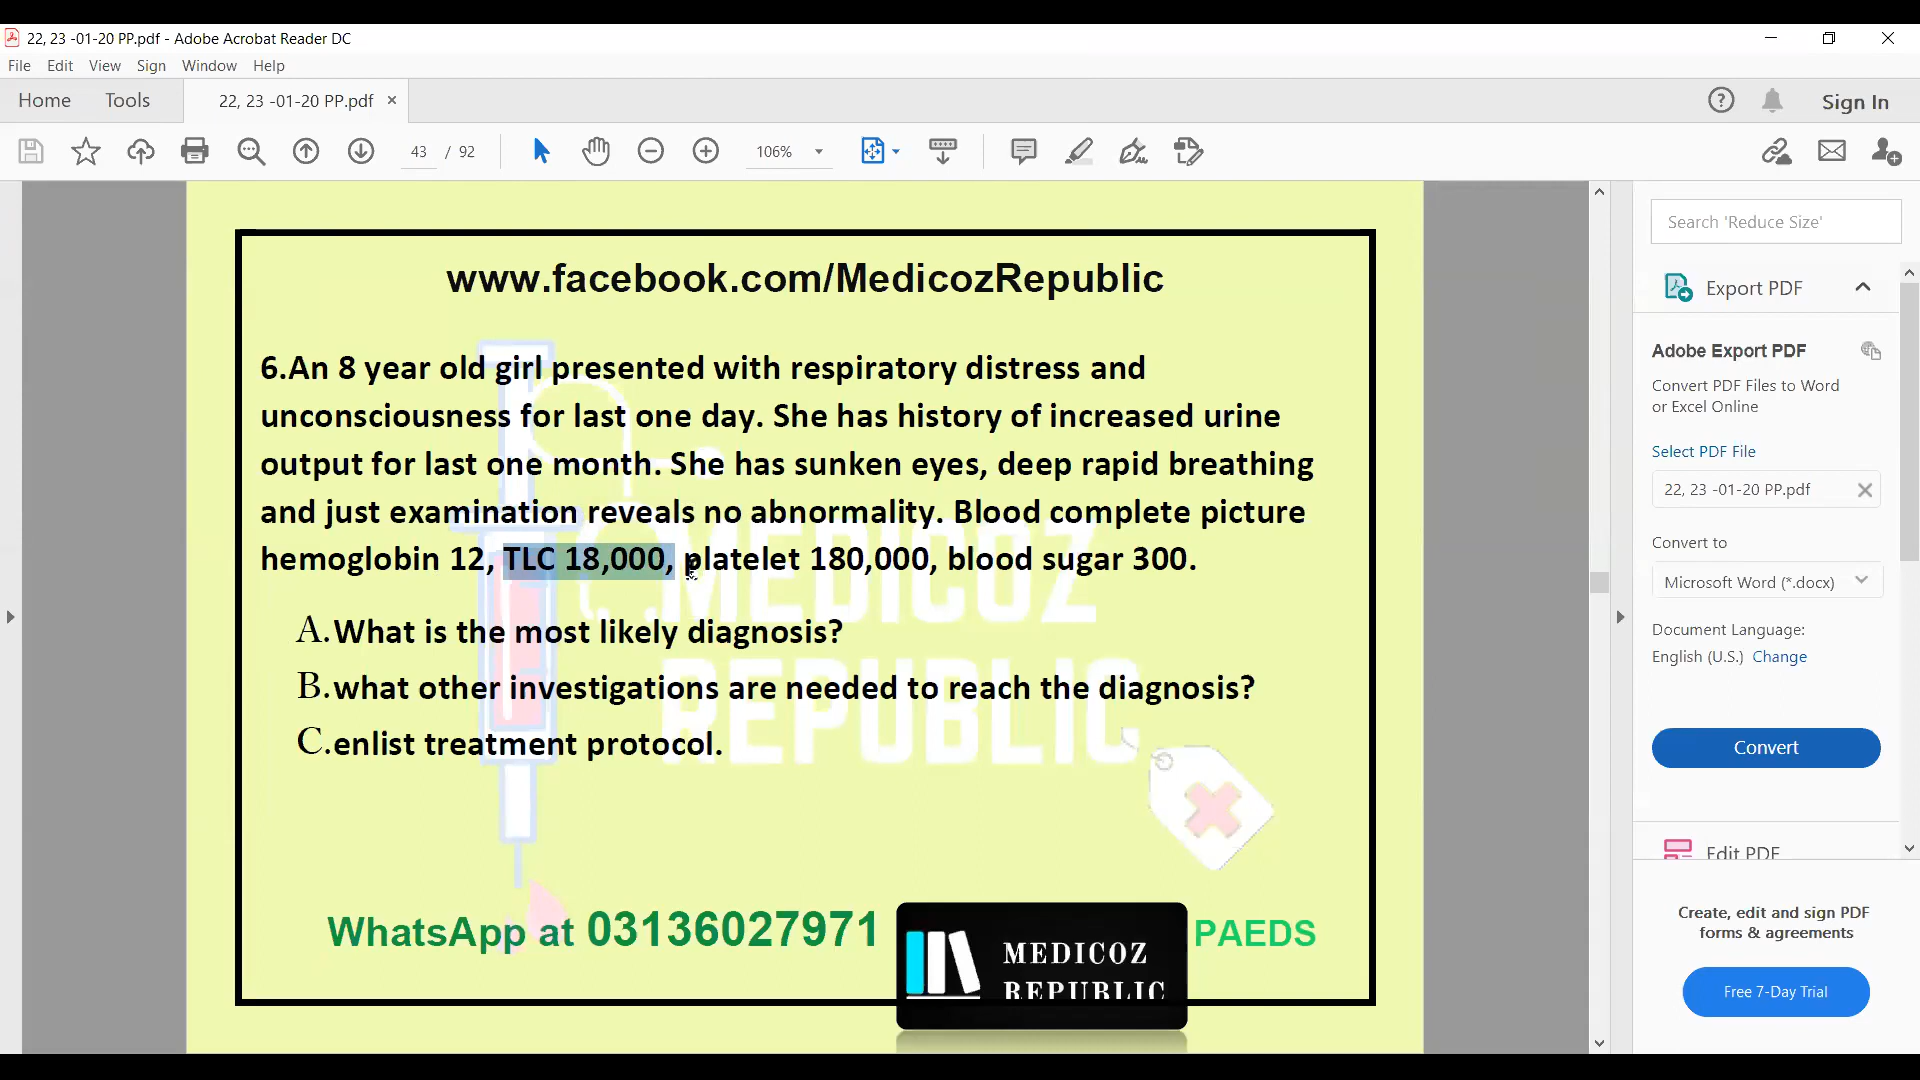 22, 23 -01-20 PP.pdf - Adobe Acrobat Reader DC
File Edit View Sign Window Help
Home Tools 22, 23 -01-20 PP.pdf × Sign In
43 / 92 106%
www.facebook.com/MedicozRepublic
6.An 8 year old girl presented with respiratory distress and
unconsciousness for last one day. She has history of increased urine
output for last one month. She has sunken eyes, deep rapid breathing
and just examination reveals no abnormality. Blood complete picture
hemoglobin 12, TLC 18,000, platelet 180,000, blood sugar 300.
A.What is the most likely diagnosis?
B.what other investigations are needed to reach the diagnosis?
C.enlist treatment protocol.
MEDICOZ
REPUBLIC
WhatsApp at 03136027971
MEDICOZ
REPUBLIC
PAEDS
Search 'Reduce Size'
Export PDF
Adobe Export PDF
Convert PDF Files to Word
or Excel Online
Select PDF File
22, 23 -01-20 PP.pdf
Convert to
Microsoft Word (*.docx)
Document Language:
English (U.S.) Change
Convert
Edit PDF
Create, edit and sign PDF
forms & agreements
Free 7-Day Trial